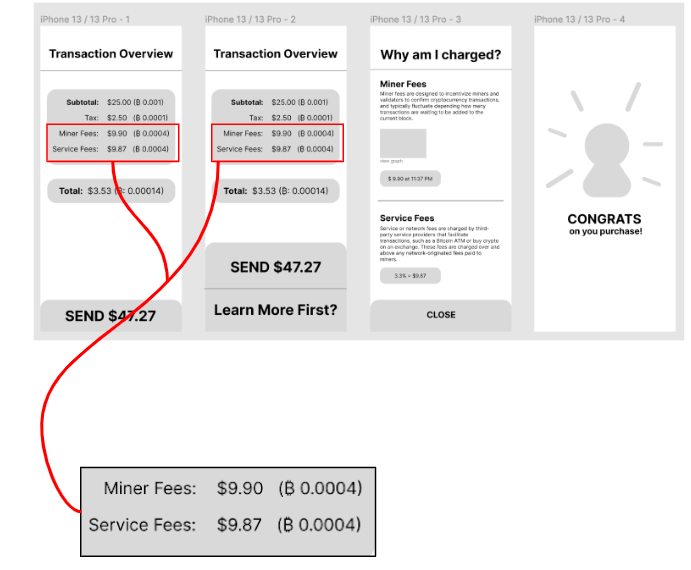 iPhone 13 / 13 Pro - 1
Transaction Overview
Subtotal: $25.00 (₿ 0.001)
Tax: $2.50 (₿ 0.0001)
Miner Fees: $9.90 (₿ 0.0004)
Service Fees: $9.87 (₿ 0.0004)
Total: $3.53 (₿: 0.00014)
SEND $47.27
iPhone 13 / 13 Pro - 2
Transaction Overview
Subtotal: $25.00 (₿ 0.001)
Tax: $2.50 (₿ 0.0001)
Miner Fees: $9.90 (₿ 0.0004)
Service Fees: $9.87 (₿ 0.0004)
Total: $3.53 (₿: 0.00014)
SEND $47.27
Learn More First?
iPhone 13 / 13 Pro - 3
Why am I charged?
Miner Fees
Miner fees are designed to incentivize miners and
validators to confirm cryptocurrency transactions,
and typically fluctuate depending how many
transactions are waiting to be added to the
current block.
view graph
$ 9.90 at 11:37 PM
Service Fees
Service or network fees are charged by third-
party service providers that facilitate
transactions, such as a Bitcoin ATM or buy crypto
on an exchange. These fees are charged over and
above any network-originated fees paid to
miners.
3.3% = $9.87
CLOSE
iPhone 13 / 13 Pro - 4
CONGRATS
on you purchase!
Miner Fees: $9.90 (₿ 0.0004)
Service Fees: $9.87 (₿ 0.0004)